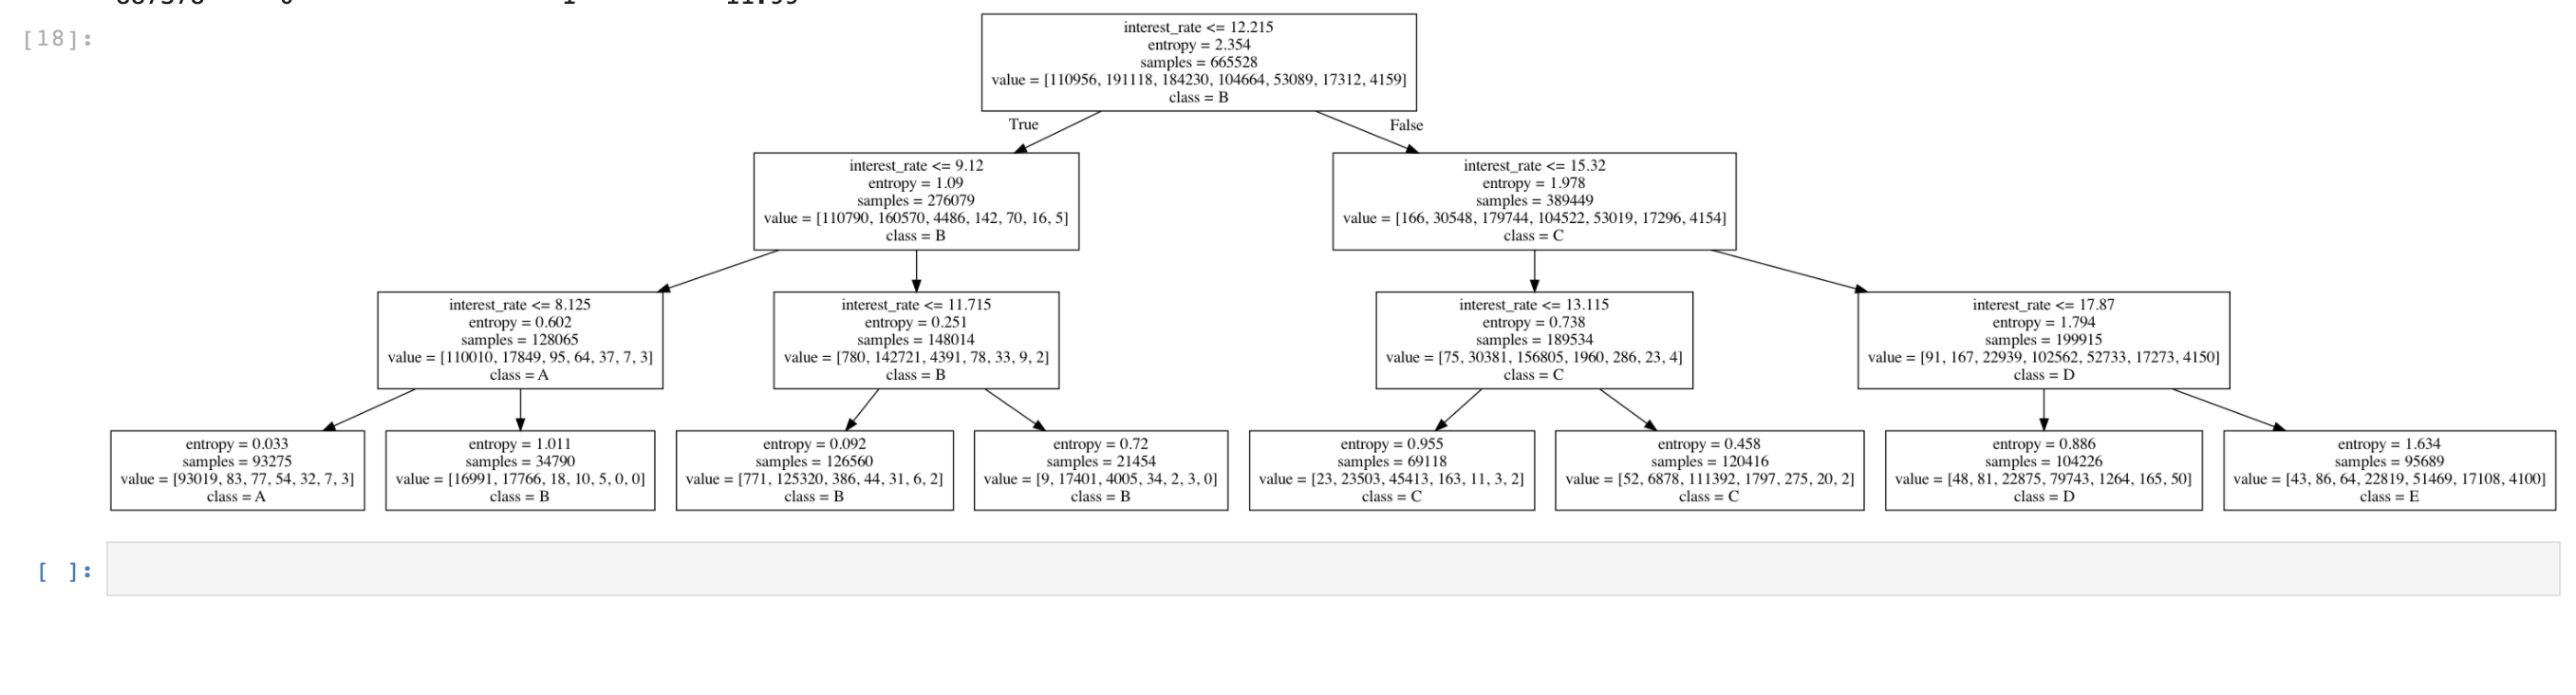 [18]:
interest_rate <= 12.215
entropy = 2.354
samples = 665528
value = [110956, 191118, 184230, 104664, 53089, 17312, 4159]
class = B
True
False
interest_rate <= 9.12
entropy = 1.09
samples = 276079
value = [110790, 160570, 4486, 142, 70, 16, 5]
class = B
interest_rate <= 15.32
entropy = 1.978
samples = 389449
value = [166, 30548, 179744, 104522, 53019, 17296, 4154]
class = C
interest_rate <= 8.125
entropy = 0.602
samples = 128065
value = [110010, 17849, 95, 64, 37, 7, 3]
class = A
interest_rate <= 11.715
entropy = 0.251
samples = 148014
value = [780, 142721, 4391, 78, 33, 9, 2]
class = B
interest_rate <= 13.115
entropy = 0.738
samples = 189534
value = [75, 30381, 156805, 1960, 286, 23, 4]
class = C
interest_rate <= 17.87
entropy = 1.794
samples = 199915
value = [91, 167, 22939, 102562, 52733, 17273, 4150]
class = D
entropy = 0.033
samples = 93275
value = [93019, 83, 77, 54, 32, 7, 3]
class = A
entropy = 1.011
samples = 34790
value = [16991, 17766, 18, 10, 5, 0, 0]
class = B
entropy = 0.092
samples = 126560
value = [771, 125320, 386, 44, 31, 6, 2]
class = B
entropy = 0.72
samples = 21454
value = [9, 17401, 4005, 34, 2, 3, 0]
class = B
entropy = 0.955
samples = 69118
value = [23, 23503, 45413, 163, 11, 3, 2]
class = C
entropy = 0.458
samples = 120416
value = [52, 6878, 111392, 1797, 275, 20, 2]
class = C
entropy = 0.886
samples = 104226
value = [48, 81, 22875, 79743, 1264, 165, 50]
class = D
entropy = 1.634
samples = 95689
value = [43, 86, 64, 22819, 51469, 17108, 4100]
class = E
[ ]: